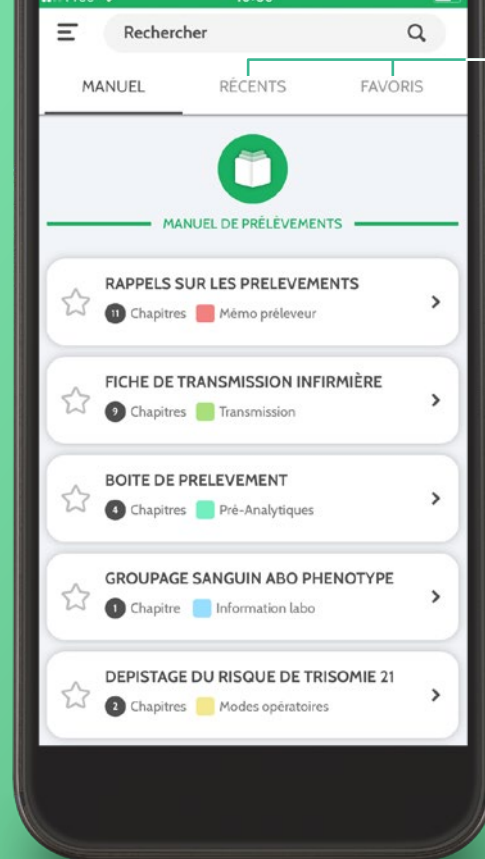 Rechercher
MANUEL RÉCENTS FAVORIS
MANUEL DE PRÉLÈVEMENTS
RAPPELS SUR LES PRELEVEMENTS
11 Chapitres Mémo préleveur
FICHE DE TRANSMISSION INFIRMIÈRE
9 Chapitres Transmission
BOITE DE PRELEVEMENT
4 Chapitres Pré-Analytiques
GROUPAGE SANGUIN ABO PHENOTYPE
1 Chapitre Information labo
DEPISTAGE DU RISQUE DE TRISOMIE 21
2 Chapitres Modes opératoires